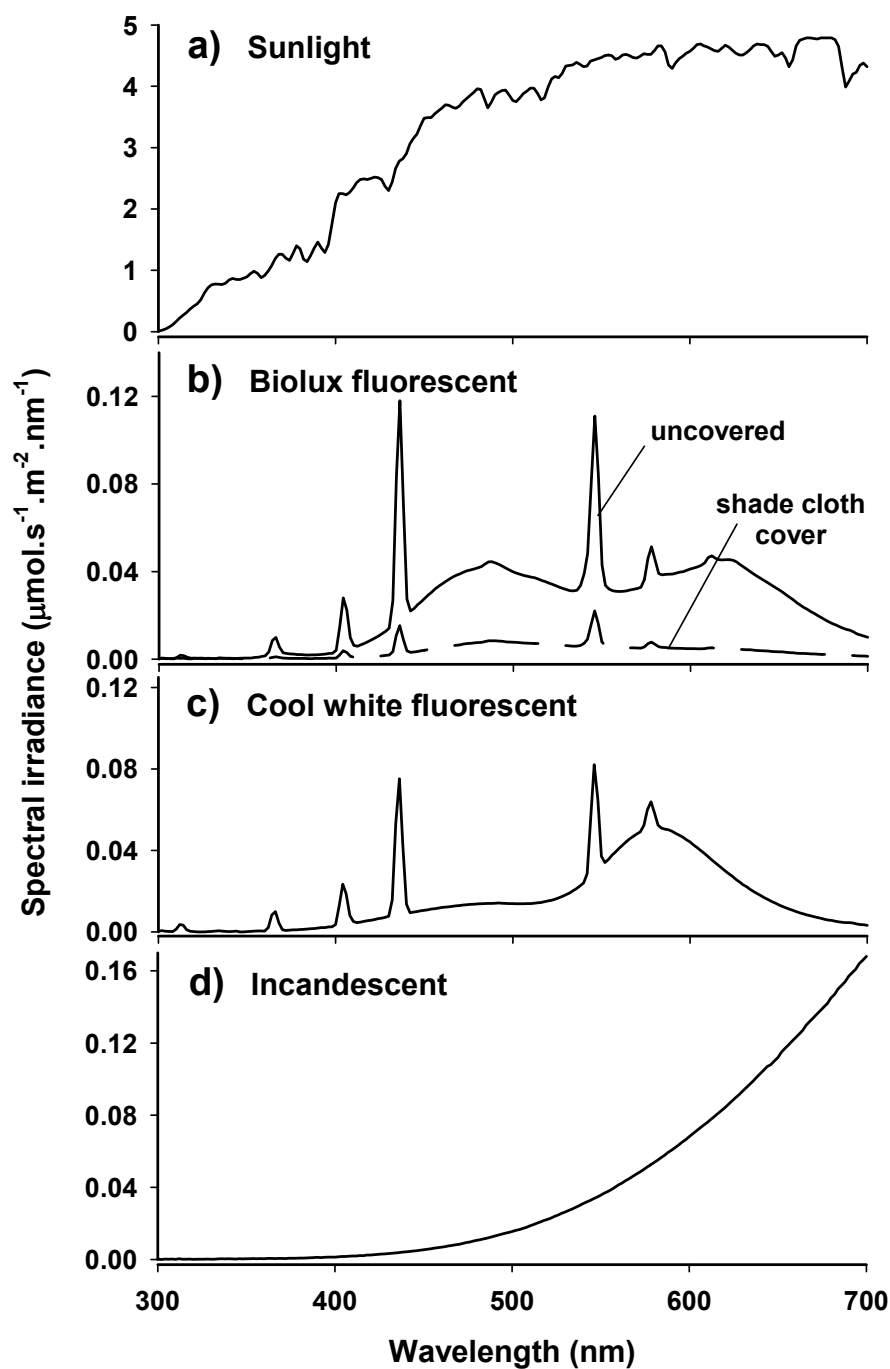 Spectral irradiance (μmol.s⁻¹.m⁻².nm⁻¹)
a) Sunlight
5
4
3
2
1
0
b) Biolux fluorescent
uncovered
shade cloth
cover
0.12
0.08
0.04
0.00
c) Cool white fluorescent
0.12
0.08
0.04
0.00
d) Incandescent
0.16
0.12
0.08
0.04
0.00
300 400 500 600 700
Wavelength (nm)